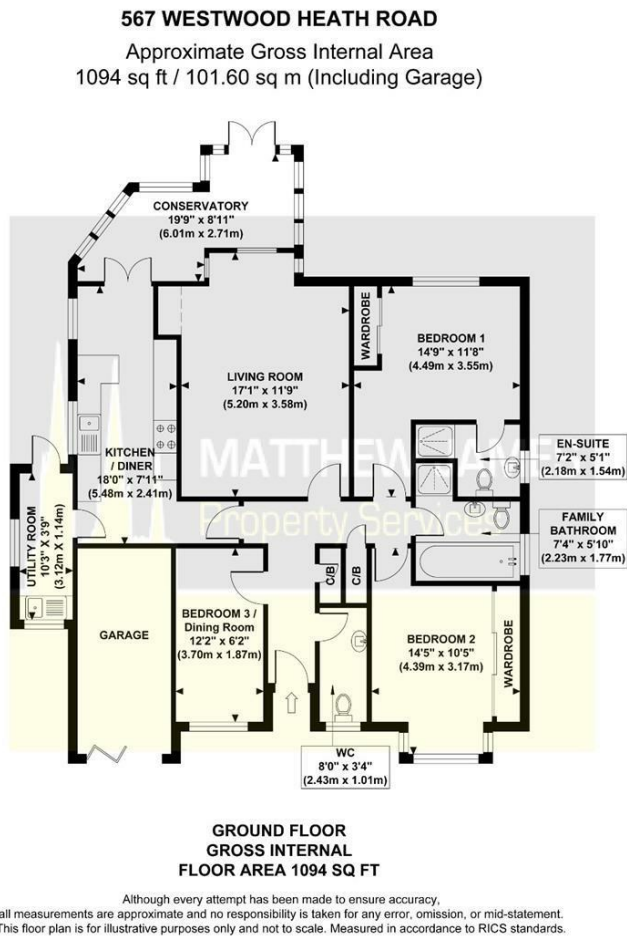 567 WESTWOOD HEATH ROAD
Approximate Gross Internal Area
1094 sq ft / 101.60 sq m (Including Garage)
CONSERVATORY
19'9" x 8'11"
(6.01m x 2.71m)
WARDROBE
BEDROOM 1
14'9" x 11'8"
(4.49m x 3.55m)
LIVING ROOM
17'1" x 11'9"
(5.20m x 3.58m)
KITCHEN
/ DINER
18'0" x 7'11"
(5.48m x 2.41m)
EN-SUITE
7'2" x 5'1"
(2.18m x 1.54m)
MATTHEW JAME
Property Services
UTILITY ROOM
10'3" x 3'9"
(3.12m x 1.14m)
FAMILY
BATHROOM
7'4" x 5'10"
(2.23m x 1.77m)
C/B
C/B
GARAGE
BEDROOM 3 /
Dining Room
12'2" x 6'2"
(3.70m x 1.87m)
BEDROOM 2
14'5" x 10'5"
(4.39m x 3.17m)
WARDROBE
WC
8'0" x 3'4"
(2.43m x 1.01m)
GROUND FLOOR
GROSS INTERNAL
FLOOR AREA 1094 SQ FT
Although every attempt has been made to ensure accuracy,
all measurements are approximate and no responsibility is taken for any error, omission, or mid-statement.
This floor plan is for illustrative purposes only and not to scale. Measured in accordance to RICS standards.